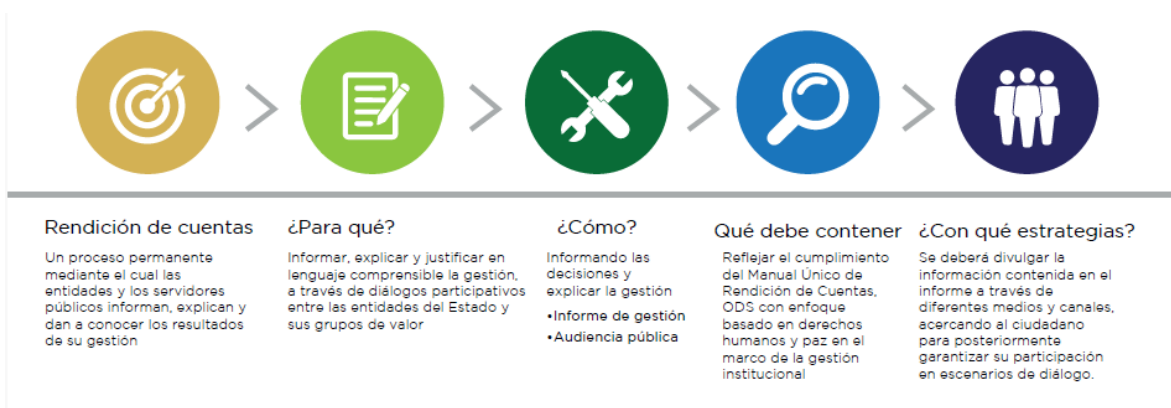 Rendición de cuentas
Un proceso permanente
mediante el cual las
entidades y los servidores
públicos informan, explican y
dan a conocer los resultados
de su gestión
¿Para qué?
Informar, explicar y justificar en
lenguaje comprensible la gestión,
a través de diálogos participativos
entre las entidades del Estado y
sus grupos de valor
¿Cómo?
Informando las
decisiones y
explicar la gestión
•Informe de gestión
•Audiencia pública
Qué debe contener
Reflejar el cumplimiento
del Manual Único de
Rendición de Cuentas,
ODS con enfoque
basado en derechos
humanos y paz en el
marco de la gestión
institucional
¿Con qué estrategias?
Se deberá divulgar la
información contenida en el
informe a través de
diferentes medios y canales,
acercando al ciudadano
para posteriormente
garantizar su participación
en escenarios de diálogo.